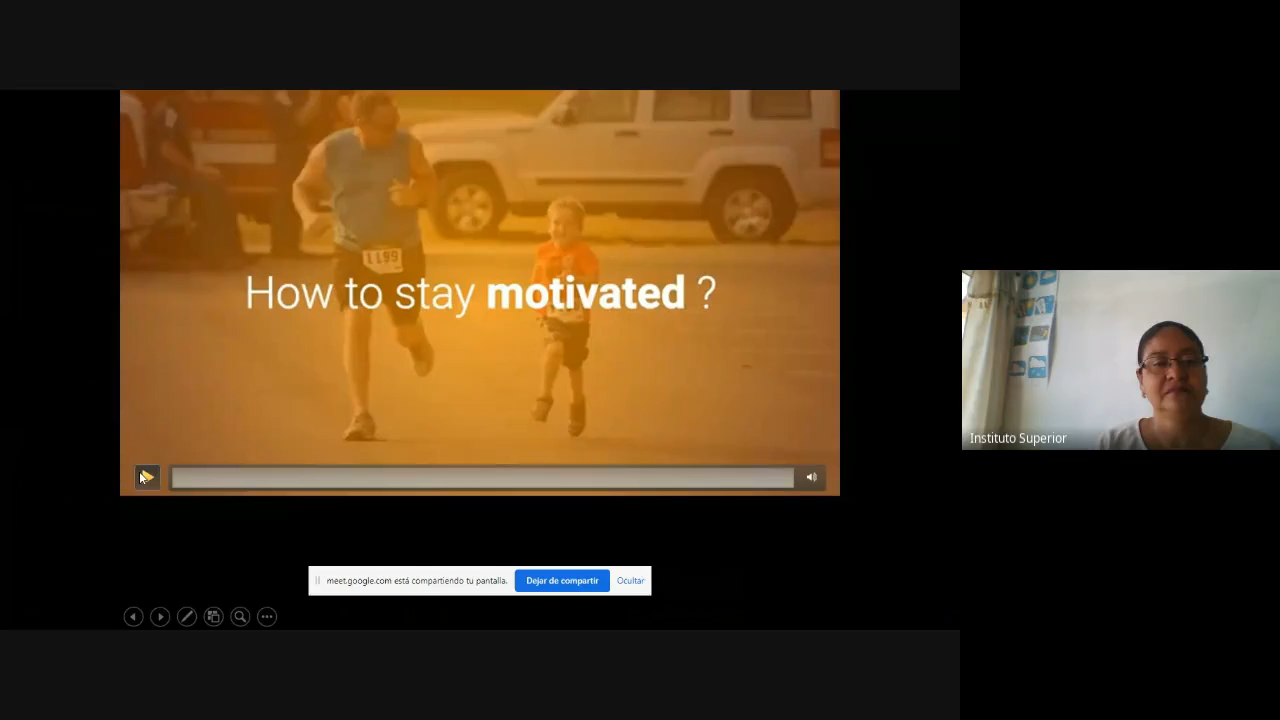 1199
How to stay motivated ?
meet.google.com está compartiendo tu pantalla.
Dejar de compartir
Ocultar
Instituto Superior